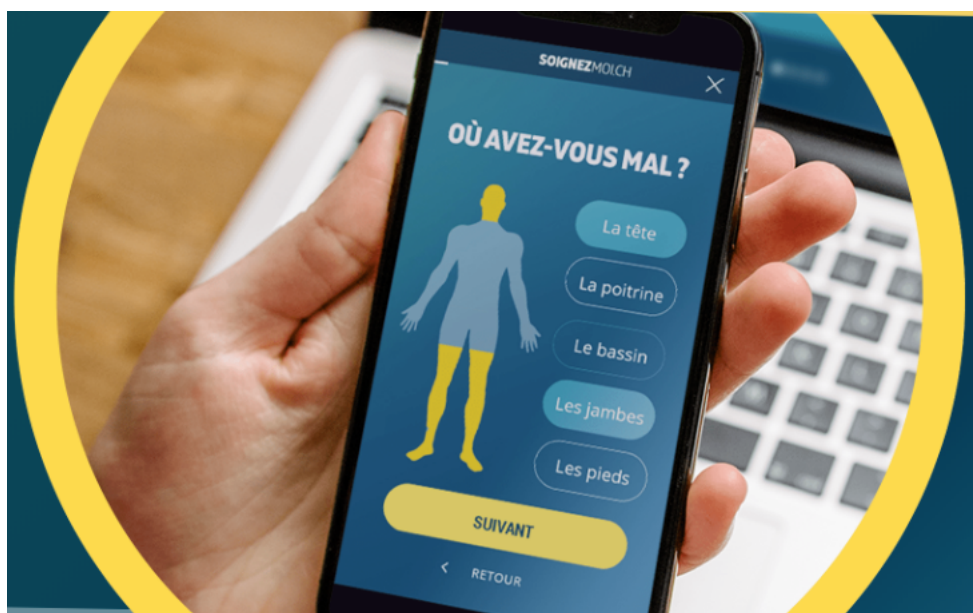 SOIGNEZMOI.CH
OÙ AVEZ-VOUS MAL ?
La tête
La poitrine
Le bassin
Les jambes
Les pieds
SUIVANT
RETOUR